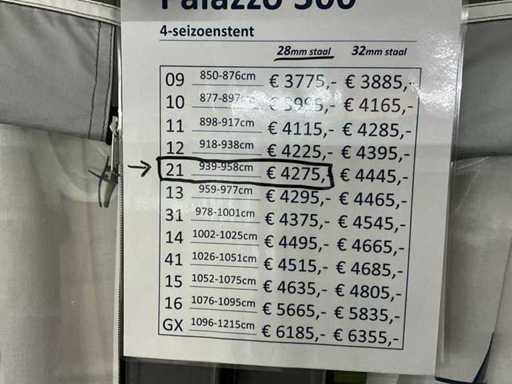 Palazzo 300
4-seizoenstent
28mm staal 32mm staal
09 850-876cm € 3775,- € 3885,-
10 877-897cm € 3995,- € 4165,-
11 898-917cm € 4115,- € 4285,-
12 918-938cm € 4225,- € 4395,-
→ 21 939-958cm € 4275,- € 4445,-
13 959-977cm € 4295,- € 4465,-
31 978-1001cm € 4375,- € 4545,-
14 1002-1025cm € 4495,- € 4665,-
41 1026-1051cm € 4515,- € 4685,-
15 1052-1075cm € 4635,- € 4805,-
16 1076-1095cm € 5665,- € 5835,-
GX 1096-1215cm € 6185,- € 6355,-